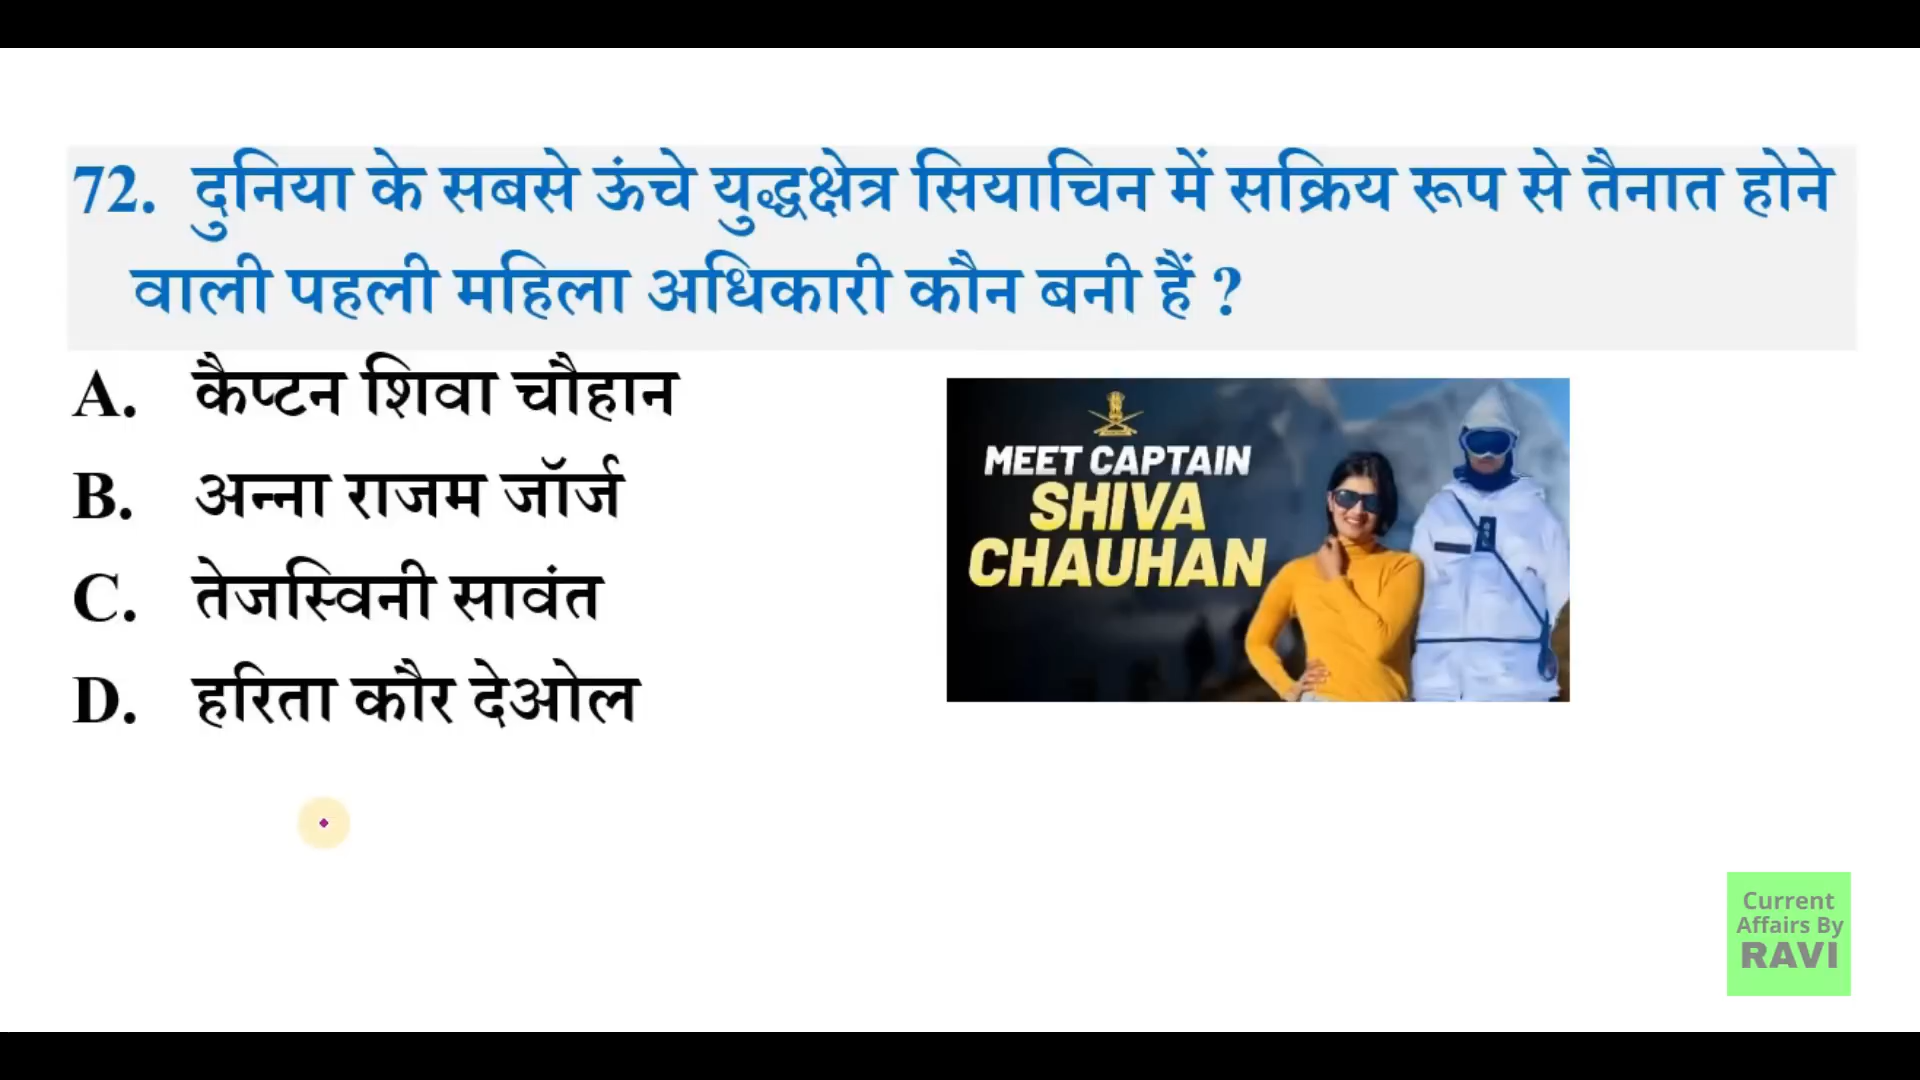 72. दुनिया के सबसे ऊंचे युद्धक्षेत्र सियाचिन में सक्रिय रूप से तैनात होने
वाली पहली महिला अधिकारी कौन बनी हैं ?
A. कैप्टन शिवा चौहान
B. अन्ना राजम जॉर्ज
C. तेजस्विनी सावंत
D. हरिता कौर देओल
MEET CAPTAIN
SHIVA
CHAUHAN
Current
Affairs By
RAVI